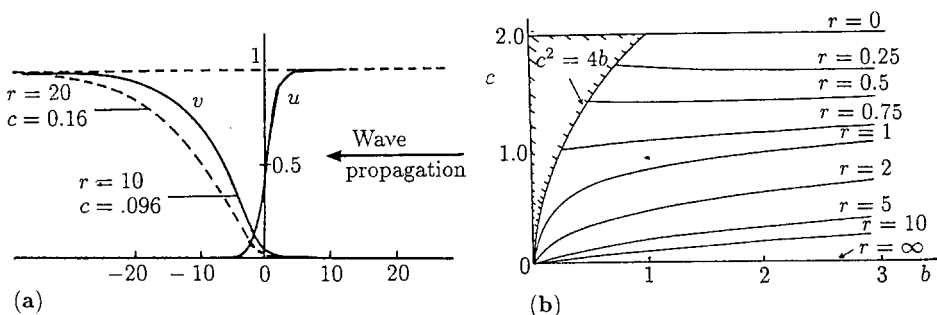 1
r = 20
c = 0.16
v
u
Wave
propagation
0.5
r = 10
c = .096
−20
−10
0
10
20
(a)
r = 0
2.0
c² = 4b
r = 0.25
c
r = 0.5
r = 0.75
r = 1
1.0
r = 2
r = 5
r = 10
r = ∞
0
1
2
3
b
(b)